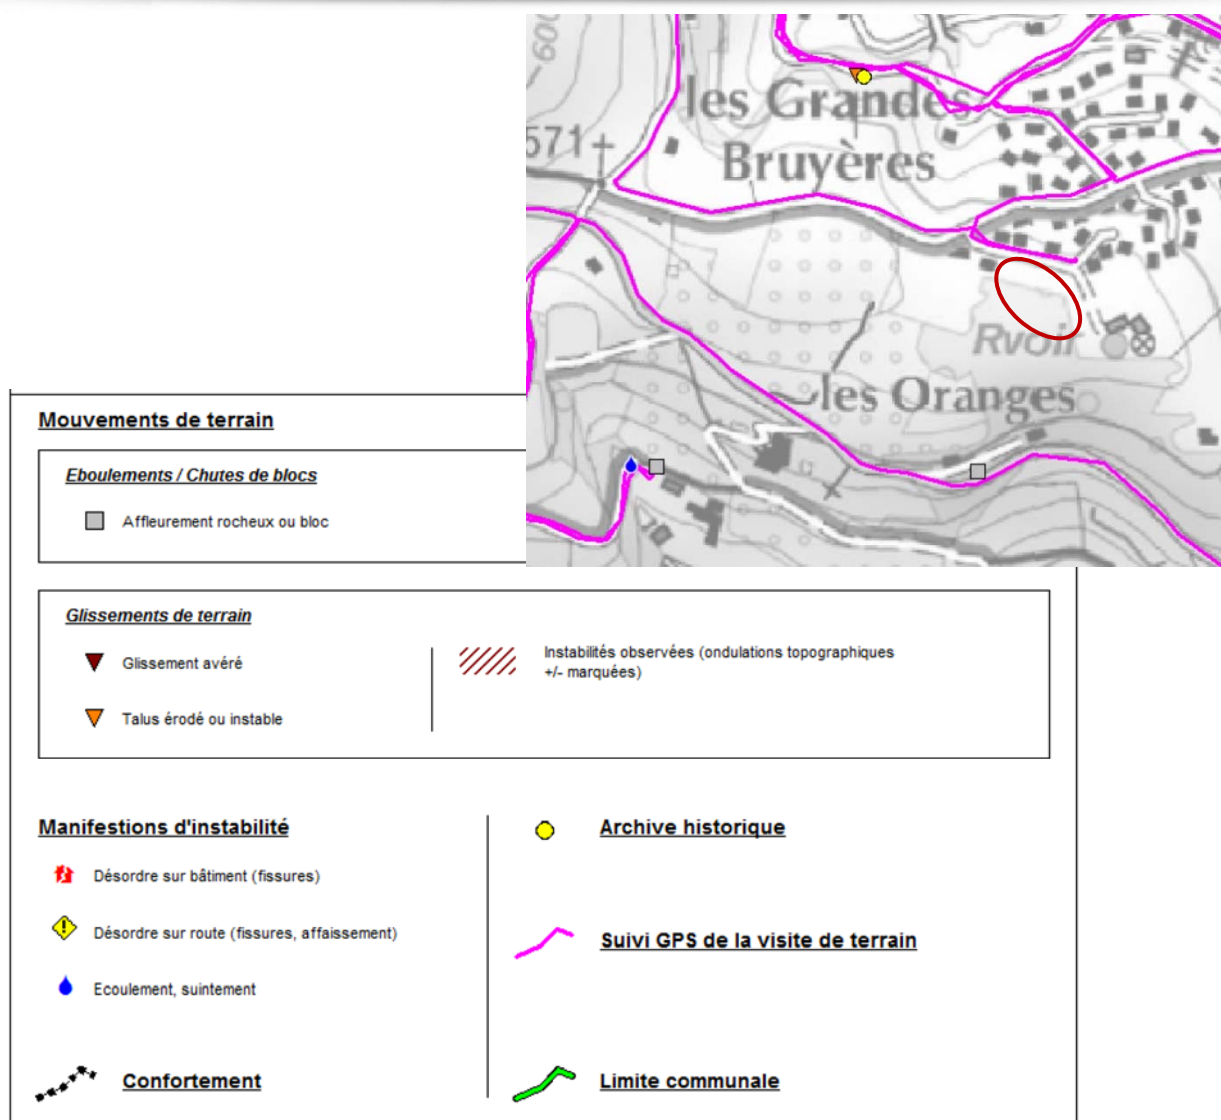 600
les Grandes
571
Bruyères
Rvoir
les Oranges
Mouvements de terrain
Eboulements / Chutes de blocs
Affleurement rocheux ou bloc
Glissements de terrain
Glissement avéré
Instabilités observées (ondulations topographiques
+/- marquées)
Talus érodé ou instable
Manifestions d'instabilité
Archive historique
Désordre sur bâtiment (fissures)
Désordre sur route (fissures, affaissement)
Suivi GPS de la visite de terrain
Ecoulement, suintement
Confortement
Limite communale